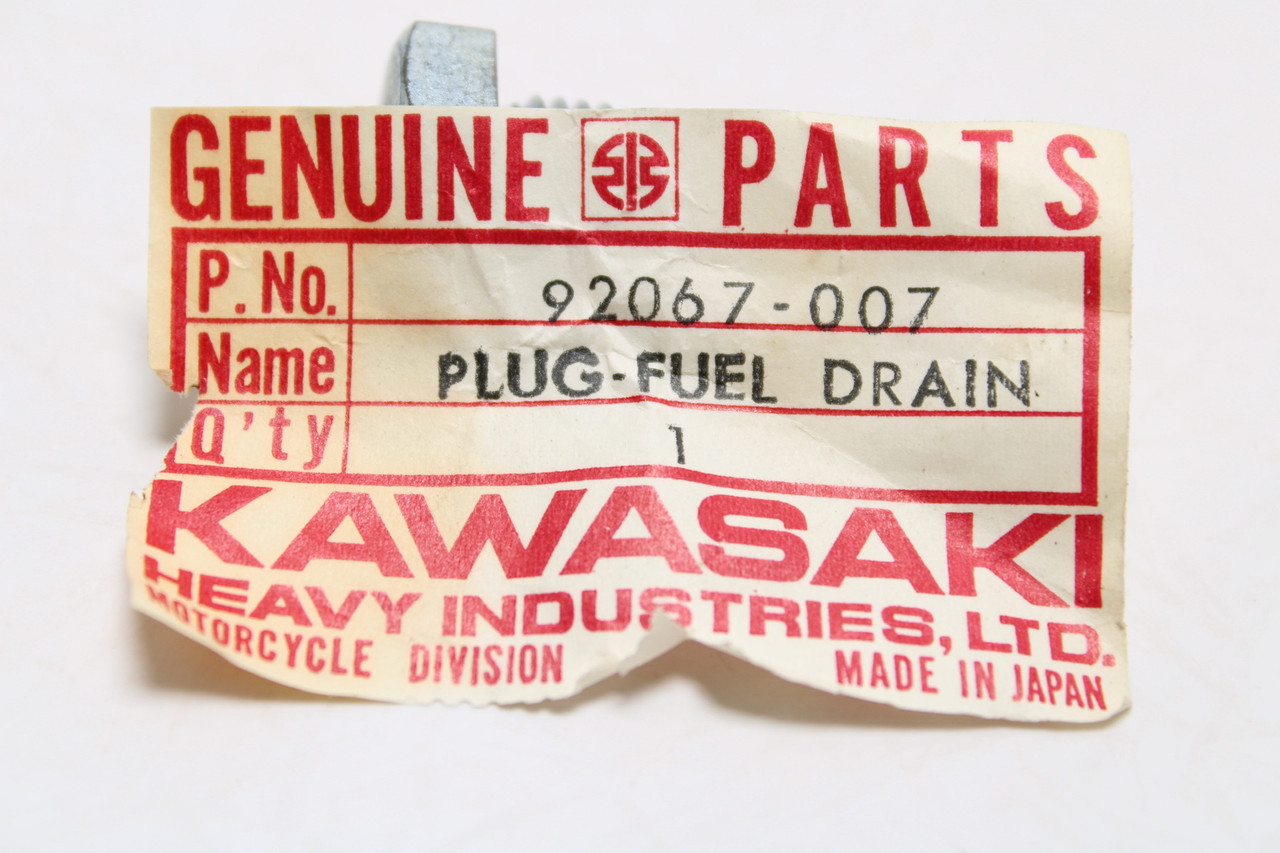 GENUINE PARTS
P. No. 92067-007
Name PLUG-FUEL DRAIN
Q'ty 1
KAWASAKI
HEAVY INDUSTRIES, LTD.
MOTORCYCLE DIVISION MADE IN JAPAN